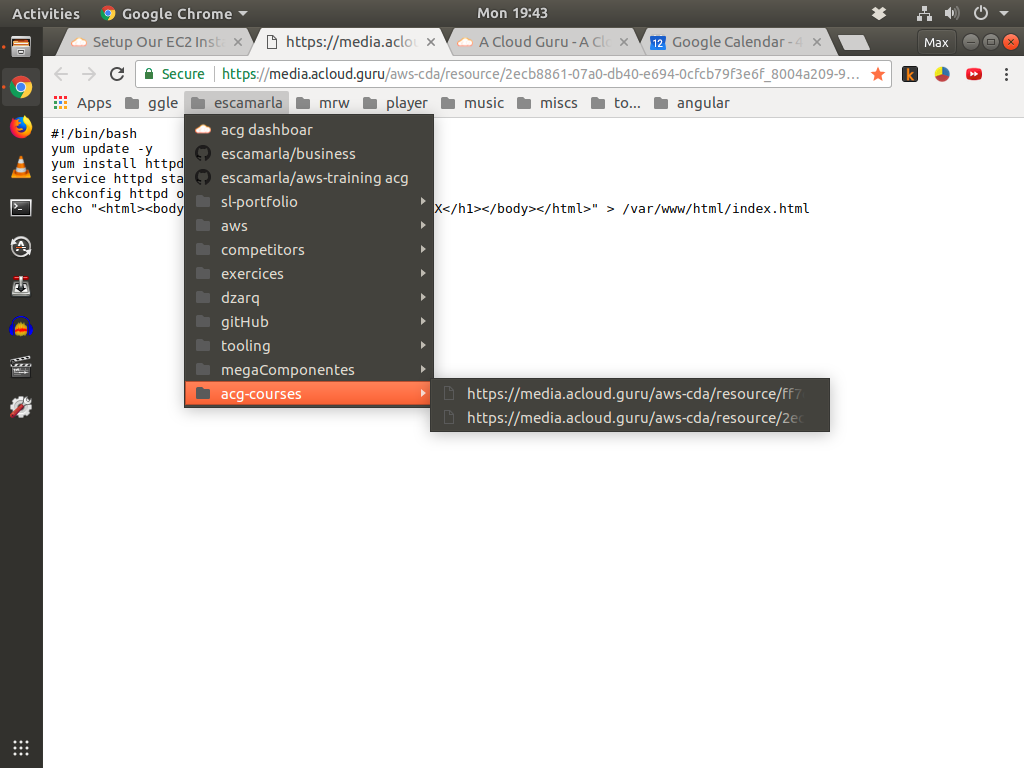 Activities Google Chrome Mon 19:43
Setup Our EC2 Inst https://media.aclou A Cloud Guru - A Cl 12 Google Calendar - 4 Max
Secure https://media.acloud.guru/aws-cda/resource/2ecb8861-07a0-db40-e694-0cfcb79f3e6f_8004a209-9...
Apps ggle escamarla mrw player music miscs to... angular
#!/bin/bash
yum update -y
yum install httpd
service httpd sta
chkconfig httpd o
echo "<html><body X</h1></body></html>" > /var/www/html/index.html
acg dashboar
escamarla/business
escamarla/aws-training acg
sl-portfolio
aws
competitors
exercices
dzarq
gitHub
tooling
megaComponentes
acg-courses
https://media.acloud.guru/aws-cda/resource/ff7
https://media.acloud.guru/aws-cda/resource/2ec